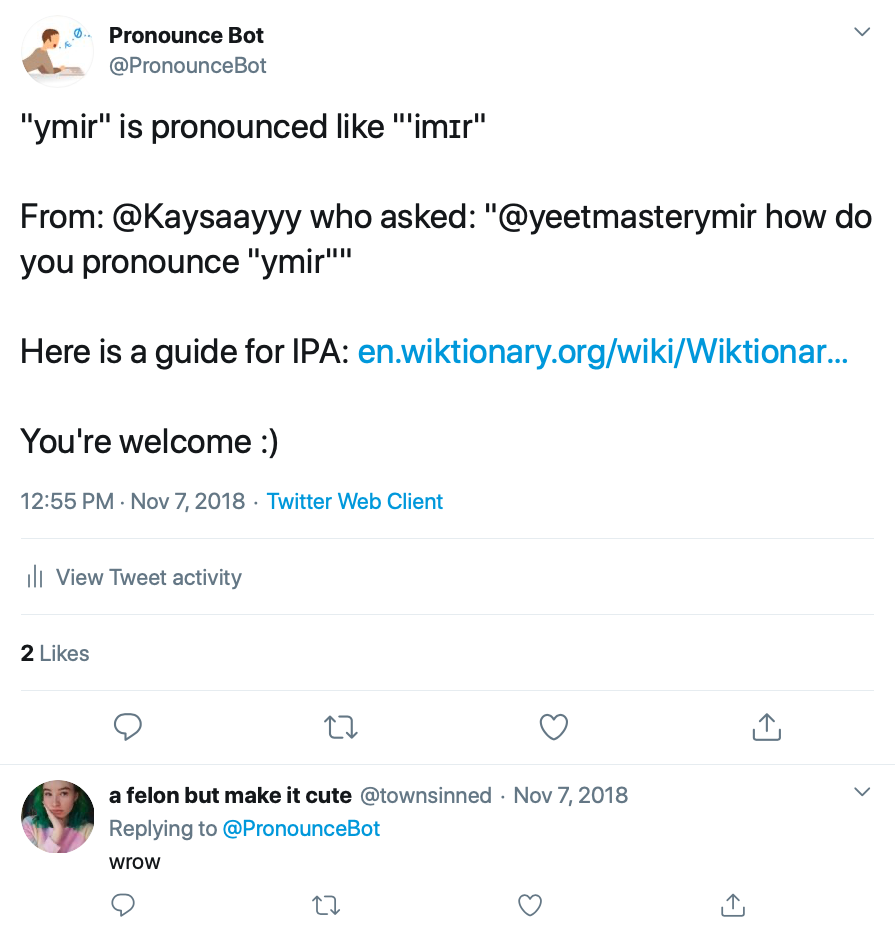 Pronounce Bot
@PronounceBot
"ymir" is pronounced like "'imɪr"
From: @Kaysaayyy who asked: "@yeetmasterymir how do
you pronounce "ymir""
Here is a guide for IPA: en.wiktionary.org/wiki/Wiktionar...
You're welcome :)
12:55 PM · Nov 7, 2018 · Twitter Web Client
View Tweet activity
2 Likes
a felon but make it cute @townsinned · Nov 7, 2018
Replying to @PronounceBot
wrow